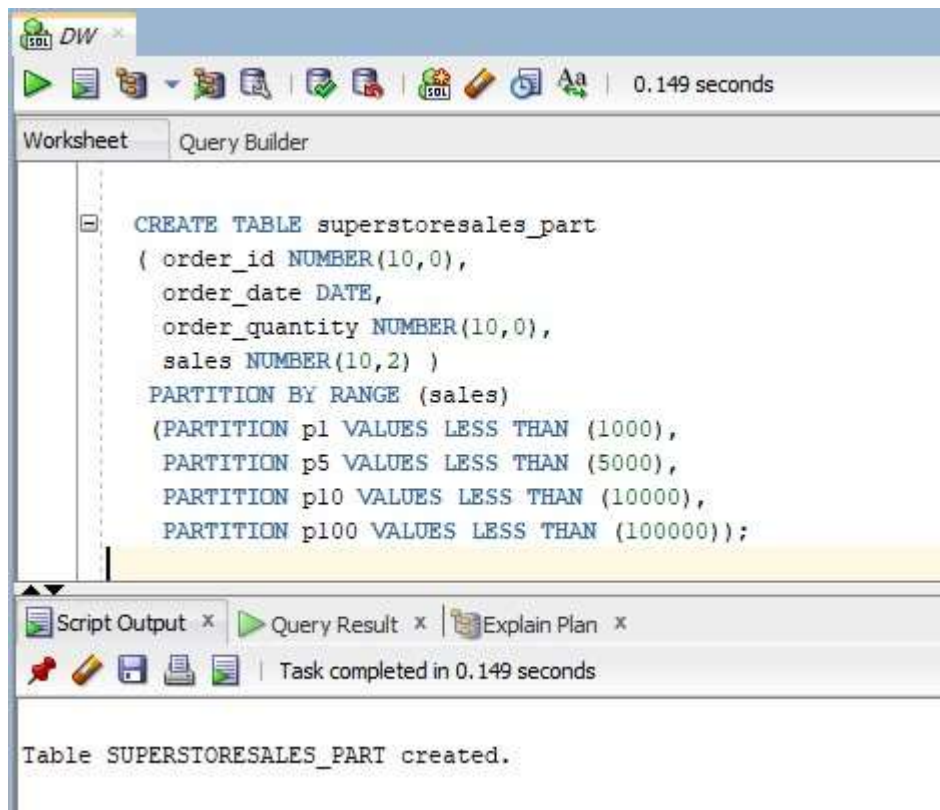 DW
0.149 seconds
Worksheet Query Builder
CREATE TABLE superstoresales_part
( order_id NUMBER(10,0),
order_date DATE,
order_quantity NUMBER(10,0),
sales NUMBER(10,2) )
PARTITION BY RANGE (sales)
(PARTITION p1 VALUES LESS THAN (1000),
PARTITION p5 VALUES LESS THAN (5000),
PARTITION p10 VALUES LESS THAN (10000),
PARTITION p100 VALUES LESS THAN (100000));
Script Output x Query Result x Explain Plan x
Task completed in 0.149 seconds
Table SUPERSTORESALES_PART created.